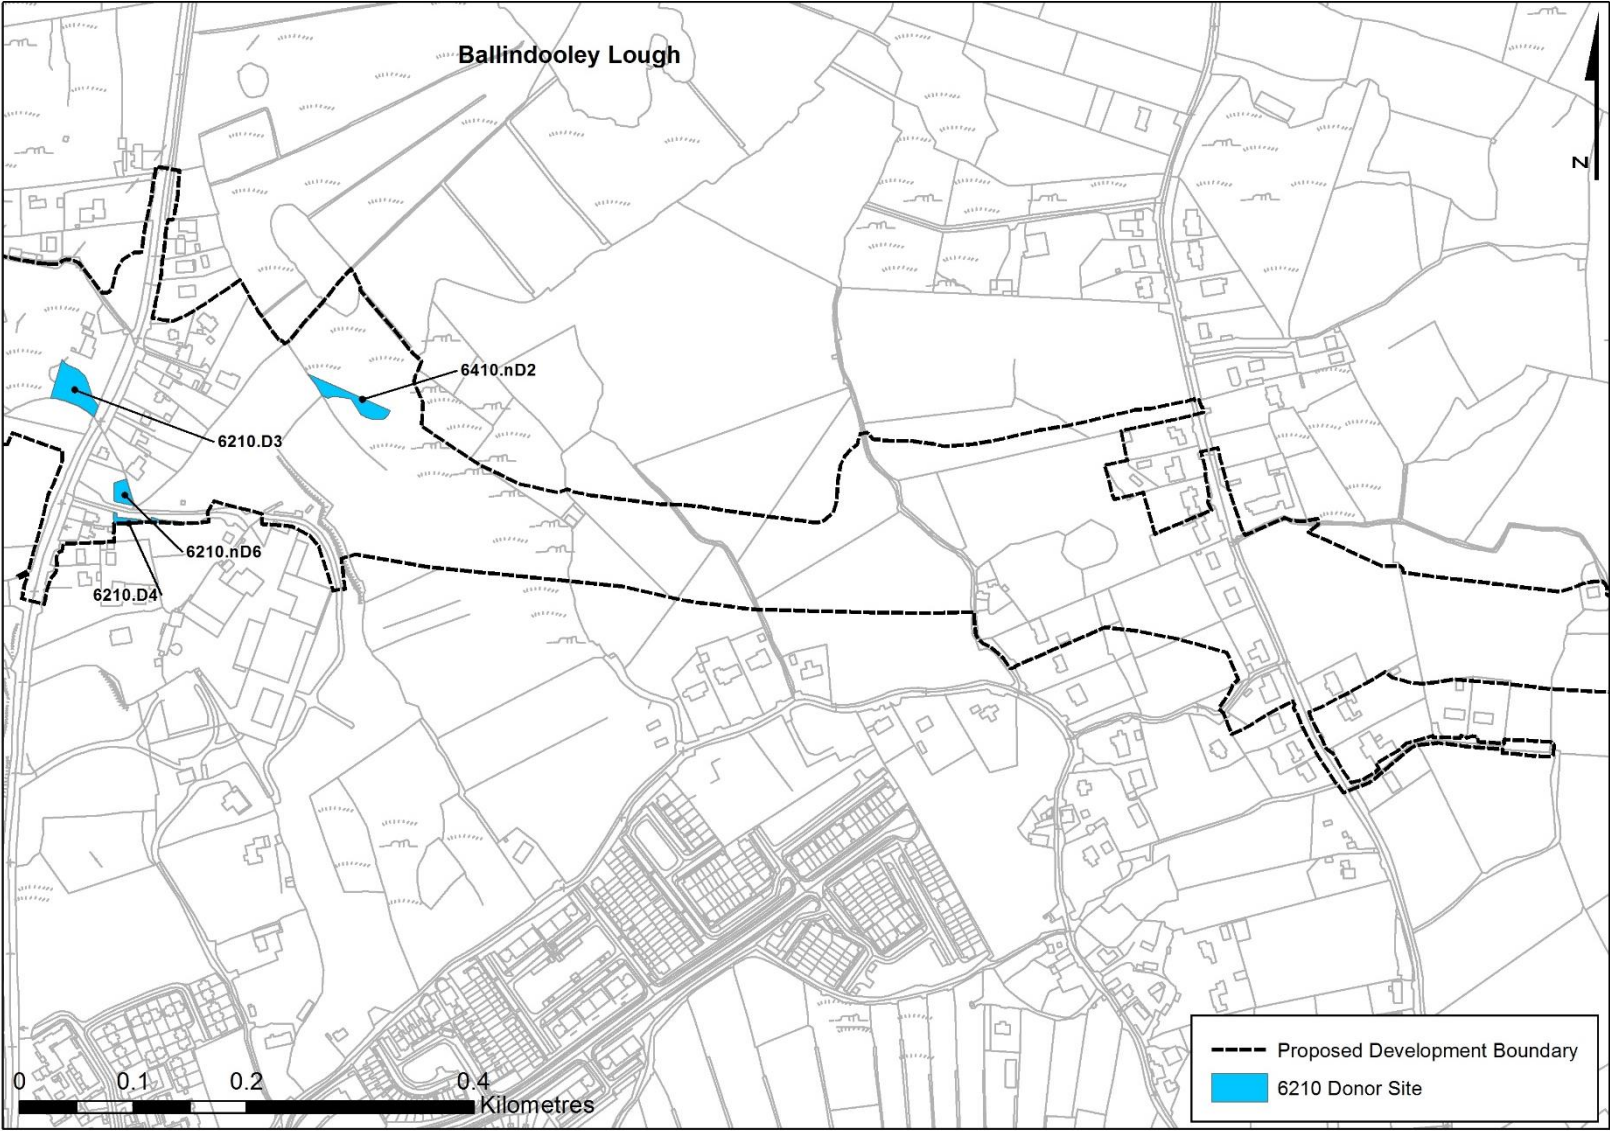 Ballindooley Lough
N
6410.nD2
6210.D3
6210.nD6
6210.D4
Proposed Development Boundary
6210 Donor Site
0 0.1 0.2 0.4
Kilometres